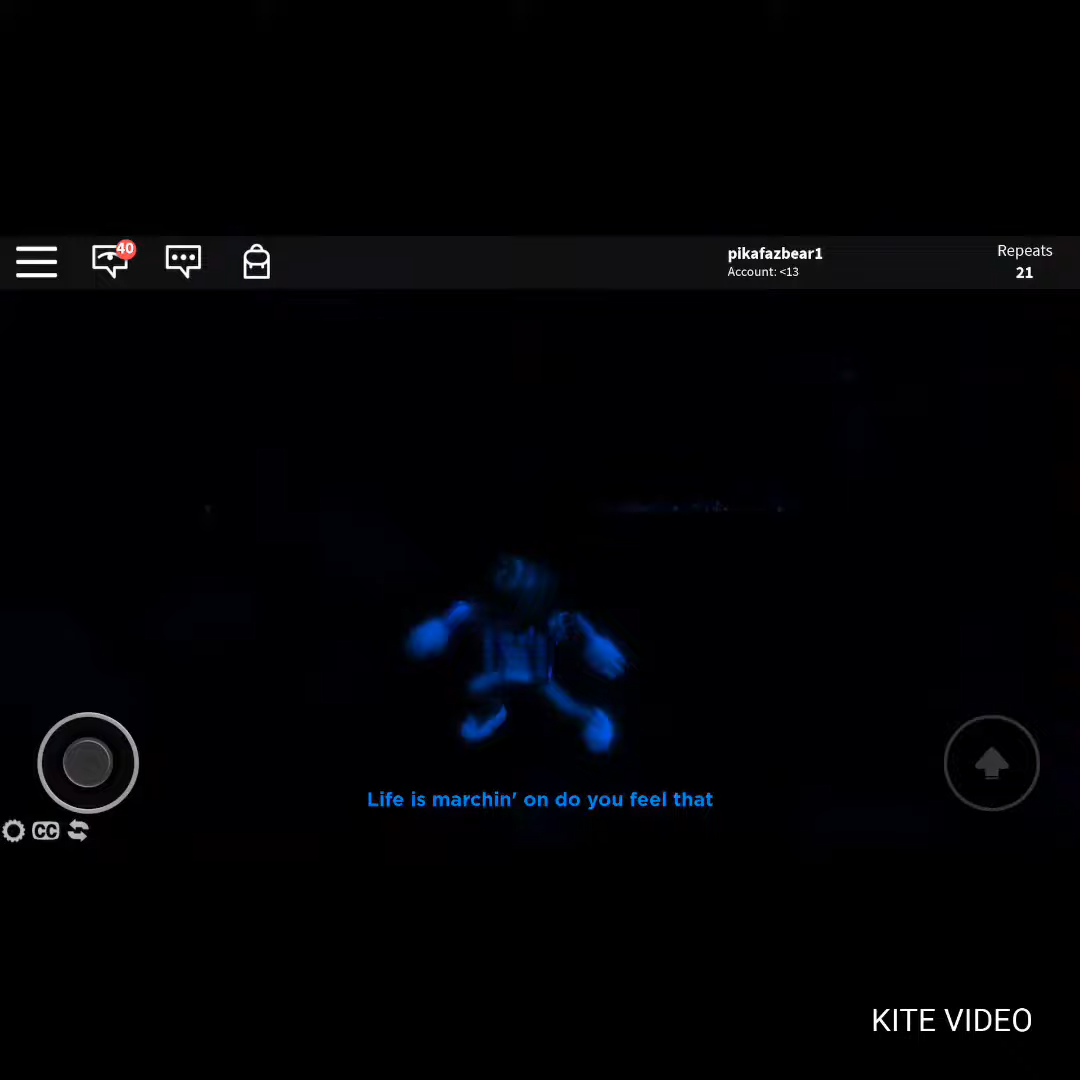 40
pikafazbear1
Account: <13
Repeats
21
Life is marchin' on do you feel that
CC
KITE VIDEO